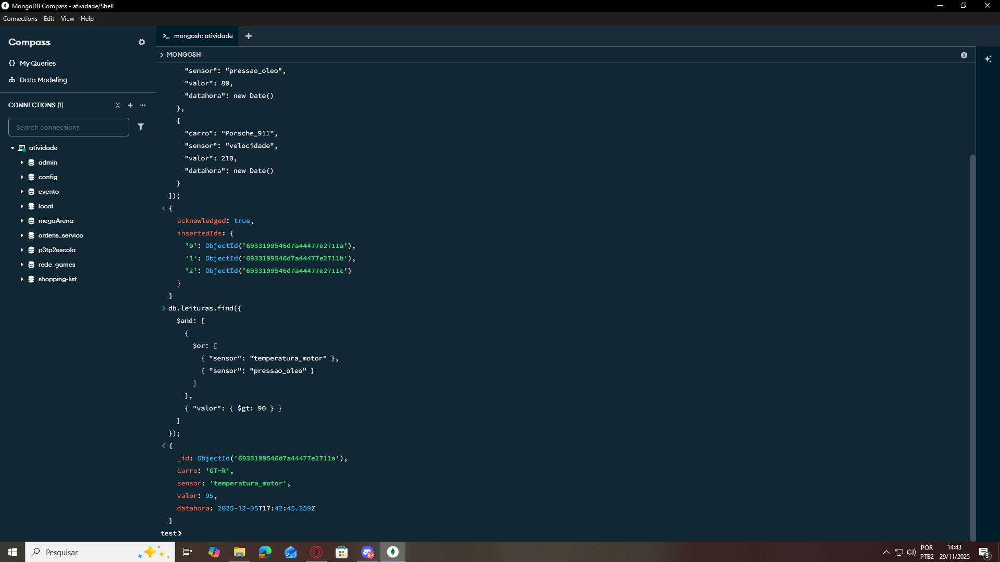 MongoDB Compass - atividade/Shell
Connections Edit View Help
Compass
My Queries
Data Modeling
CONNECTIONS (1)
Search connections
atividade
admin
config
evento
local
megaArena
ordens_servico
p3tp2escola
rede_games
shopping-list
>_ mongosh: atividade
>_MONGOSH
"sensor": "pressao_oleo",
"valor": 80,
"datahora": new Date()
},
{
"carro": "Porsche_911",
"sensor": "velocidade",
"valor": 210,
"datahora": new Date()
}
]);
< {
acknowledged: true,
insertedIds: {
'0': ObjectId('6933199546d7a44477e2711a'),
'1': ObjectId('6933199546d7a44477e2711b'),
'2': ObjectId('6933199546d7a44477e2711c')
}
}
> db.leituras.find({
$and: [
{
$or: [
{ "sensor": "temperatura_motor" },
{ "sensor": "pressao_oleo" }
]
},
{ "valor": { $gt: 90 } }
]
});
< {
_id: ObjectId('6933199546d7a44477e2711a'),
carro: 'GT-R',
sensor: 'temperatura_motor',
valor: 95,
datahora: 2025-12-05T17:42:45.259Z
}
test>
Pesquisar
9+
POR
PTB2
14:43
29/11/2025
3